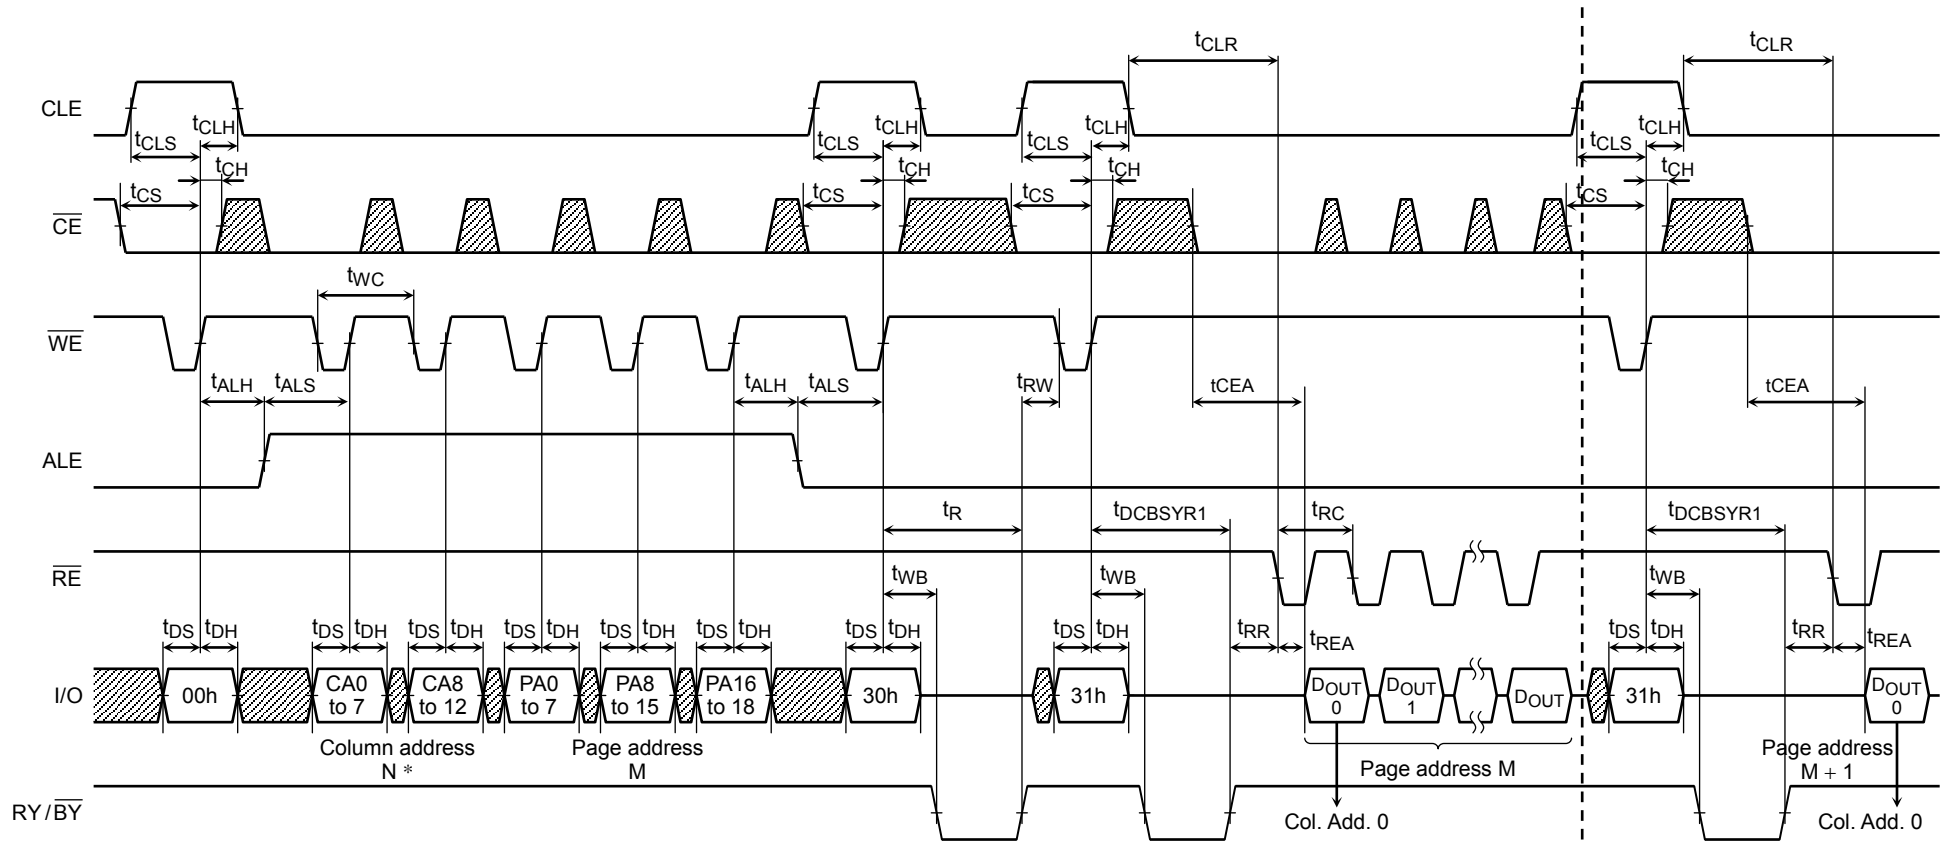 tCLR tCLR
CLE
tCLS tCLH tCLS tCLH tCLS tCLH tCLS tCLH
tCH tCH tCH tCH
tCS tCS tCS tCS
CE
tWC
WE
tALH tALS tALH tALS tRW tCEA tCEA
ALE
tR tDCBSYR1 tRC tDCBSYR1
RE
tWB tWB tWB
tDS tDH tDS tDH tDS tDH tDS tDH tDS tDH tDS tDH tDS tDH tDS tDH tRR tREA tDS tDH tRR tREA
I/O
00h
CA0 to 7
CA8 to 12
PA0 to 7
PA8 to 15
PA16 to 18
30h
31h
DOUT 0
DOUT 1
DOUT
31h
DOUT 0
Column address
N *
Page address
M
Page address M
Page address
M + 1
RY/BY
Col. Add. 0
Col. Add. 0